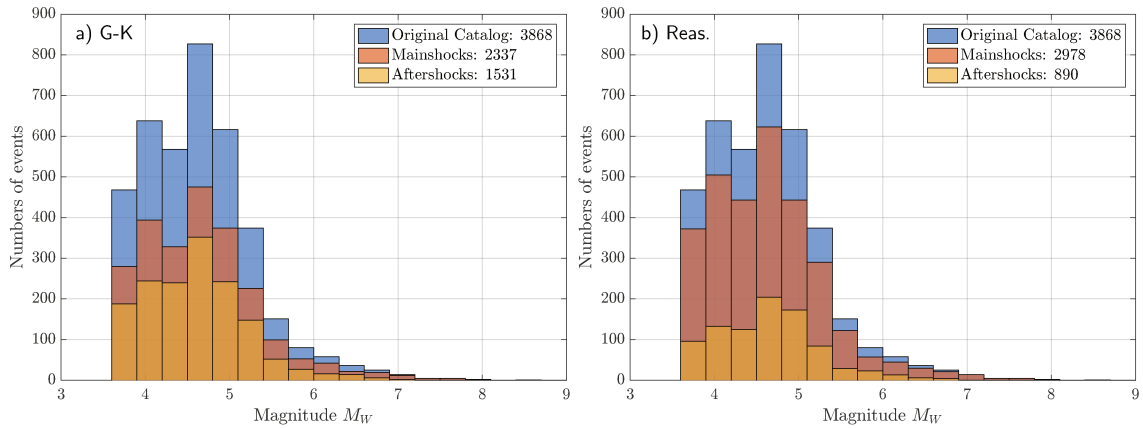 a) G-K
Original Catalog: 3868
Mainshocks: 2337
Aftershocks: 1531
900
800
700
600
500
400
300
200
100
0
Numbers of events
3 4 5 6 7 8 9
Magnitude M_W
b) Reas.
Original Catalog: 3868
Mainshocks: 2978
Aftershocks: 890
900
800
700
600
500
400
300
200
100
0
Numbers of events
3 4 5 6 7 8 9
Magnitude M_W